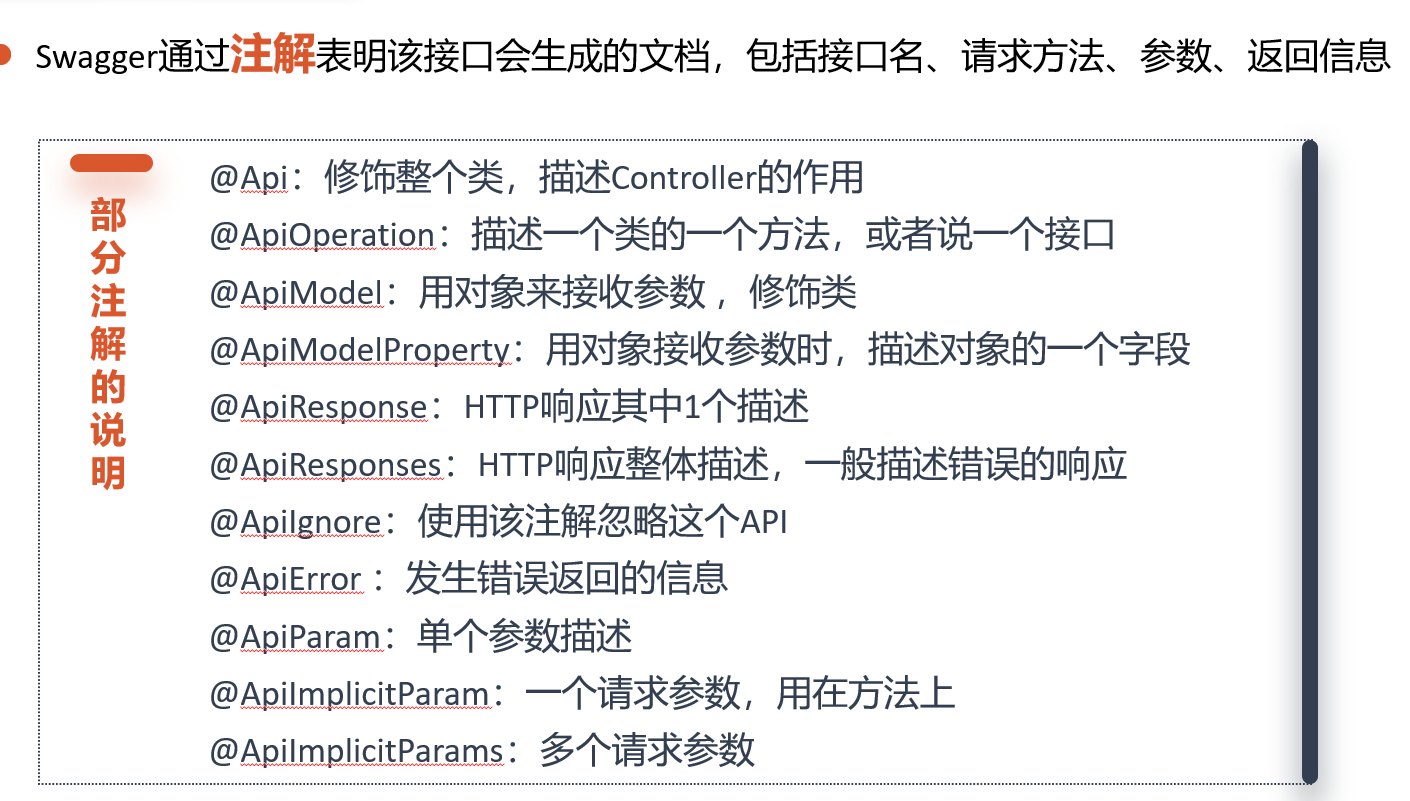 Swagger通过注解表明该接口会生成的文档，包括接口名、请求方法、参数、返回信息
部分注解的说明
@Api：修饰整个类，描述Controller的作用
@ApiOperation：描述一个类的一个方法，或者说一个接口
@ApiModel：用对象来接收参数 ，修饰类
@ApiModelProperty：用对象接收参数时，描述对象的一个字段
@ApiResponse：HTTP响应其中1个描述
@ApiResponses：HTTP响应整体描述，一般描述错误的响应
@ApiIgnore：使用该注解忽略这个API
@ApiError ：发生错误返回的信息
@ApiParam：单个参数描述
@ApiImplicitParam：一个请求参数，用在方法上
@ApiImplicitParams：多个请求参数